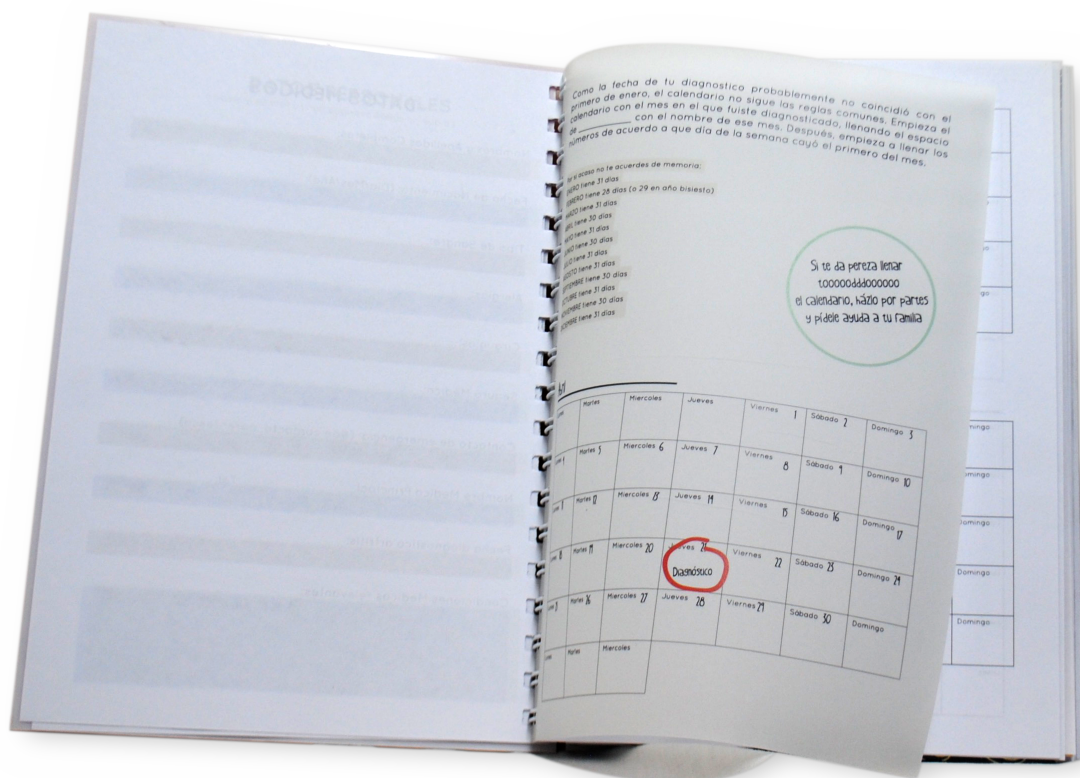 Como la fecha de tu diagnostico probablemente no coincidió con el
primero de enero, el calendario no sigue las reglas comunes. Empieza el
calendario con el mes en el que fuiste diagnosticado, llenando el espacio
de __________ con el nombre de ese mes. Después, empieza a llenar los
números de acuerdo a que día de la semana cayó el primero del mes.
si acaso no te acuerdes de memoria:
ENERO tiene 31 días
FEBRERO tiene 28 días (o 29 en año bisiesto)
MARZO tiene 31 días
ABRIL tiene 30 días
MAYO tiene 31 días
JUNIO tiene 30 días
JULIO tiene 31 días
AGOSTO tiene 31 días
SEPTIEMBRE tiene 30 días
OCTUBRE tiene 31 días
NOVIEMBRE tiene 30 días
DICIEMBRE tiene 31 días
Si te da pereza llenar
tooooodddoooooo
el calendario, házlo por partes
y pídele ayuda a tu familia
Martes Miercoles Jueves Viernes 1 Sábado 2 Domingo 3
Martes 5 Miercoles 6 Jueves 7 Viernes 8 Sábado 9 Domingo 10
Martes 12 Miercoles 13 Jueves 14 Viernes 15 Sábado 16 Domingo 17
Martes 19 Miercoles 20 Jueves 21 Viernes 22 Sábado 23 Domingo 24
Diagnóstico
Martes 26 Miercoles 27 Jueves 28 Viernes 29 Sábado 30 Domingo
Martes Miercoles
Domingo
Domingo